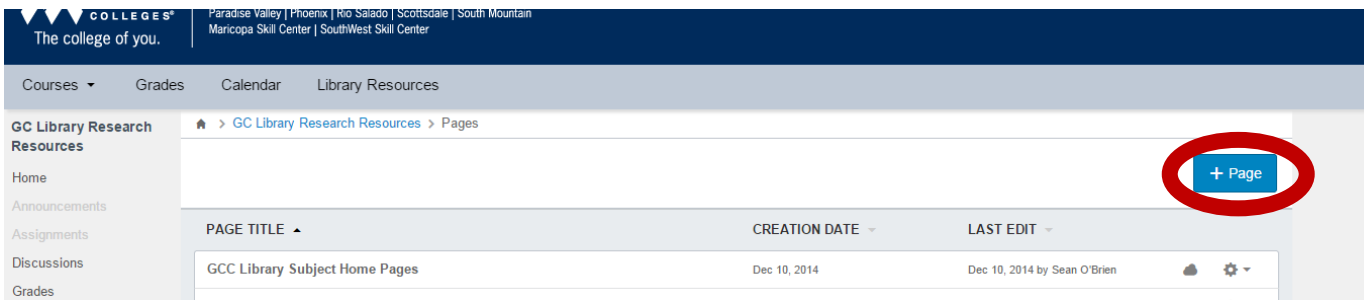 COLLEGES®
The college of you.
Paradise Valley | Phoenix | Rio Salado | Scottsdale | South Mountain
Maricopa Skill Center | SouthWest Skill Center
Courses Grades Calendar Library Resources
GC Library Research
Resources
Home
Announcements
Assignments
Discussions
Grades
> GC Library Research Resources > Pages
+ Page
PAGE TITLE CREATION DATE LAST EDIT
GCC Library Subject Home Pages Dec 10, 2014 Dec 10, 2014 by Sean O'Brien